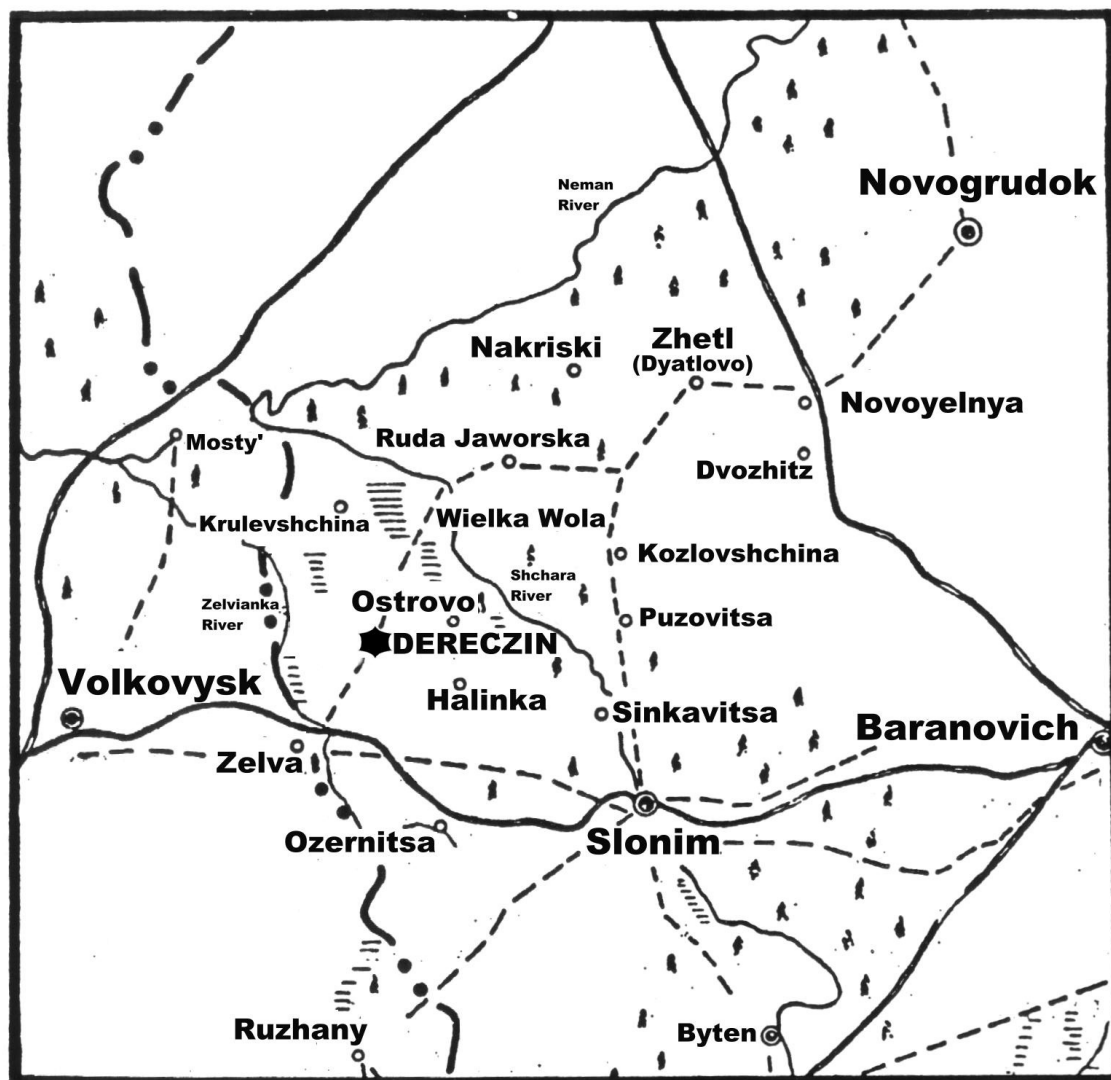 Novogrudok
Neman
River
Zhetl
(Dyatlovo)
Nakriski
Novoyelnya
Ruda Jaworska
Mosty'
Dvozhitz
Krulevshchina
Wielka Wola
Kozlovshchina
Shchara
River
Zelvianka
River
Ostrovo
Puzovitsa
DERECZIN
Volkovysk
Halinka
Sinkavitsa
Baranovich
Zelva
Ozernitsa
Slonim
Ruzhany
Byten